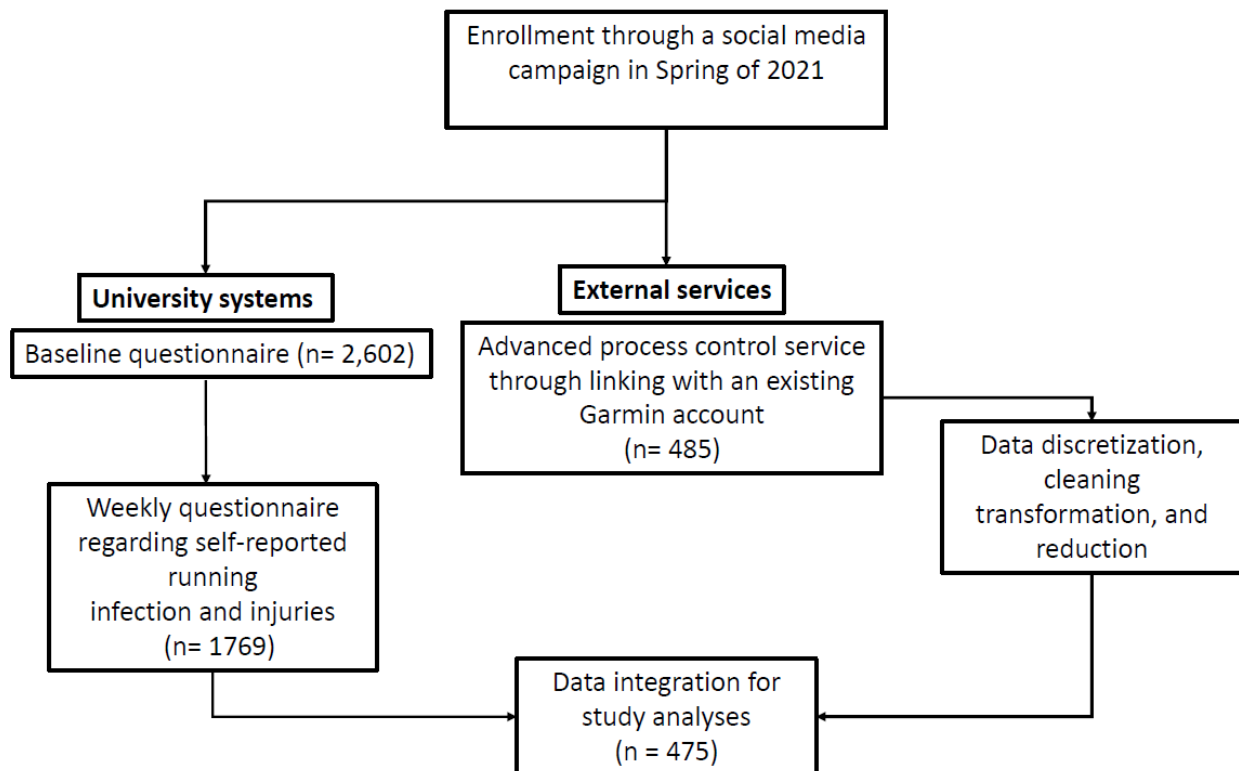 Enrollment through a social media
campaign in Spring of 2021
University systems
Baseline questionnaire (n= 2,602)
Weekly questionnaire
regarding self-reported
running
infection and injuries
(n= 1769)
External services
Advanced process control service
through linking with an existing
Garmin account
(n= 485)
Data discretization,
cleaning
transformation, and
reduction
Data integration for
study analyses
(n = 475)